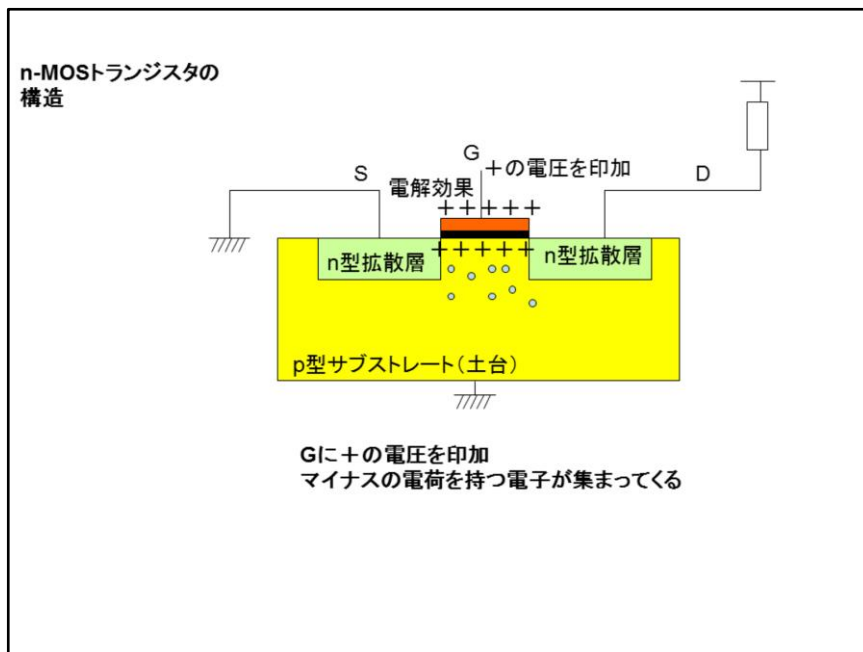 n-MOSトランジスタの
構造
G
+の電圧を印加
S
電解効果
D
+ + + + +
+ + + + +
n型拡散層
n型拡散層
p型サブストレート(土台)
Gに+の電圧を印加
マイナスの電荷を持つ電子が集まってくる